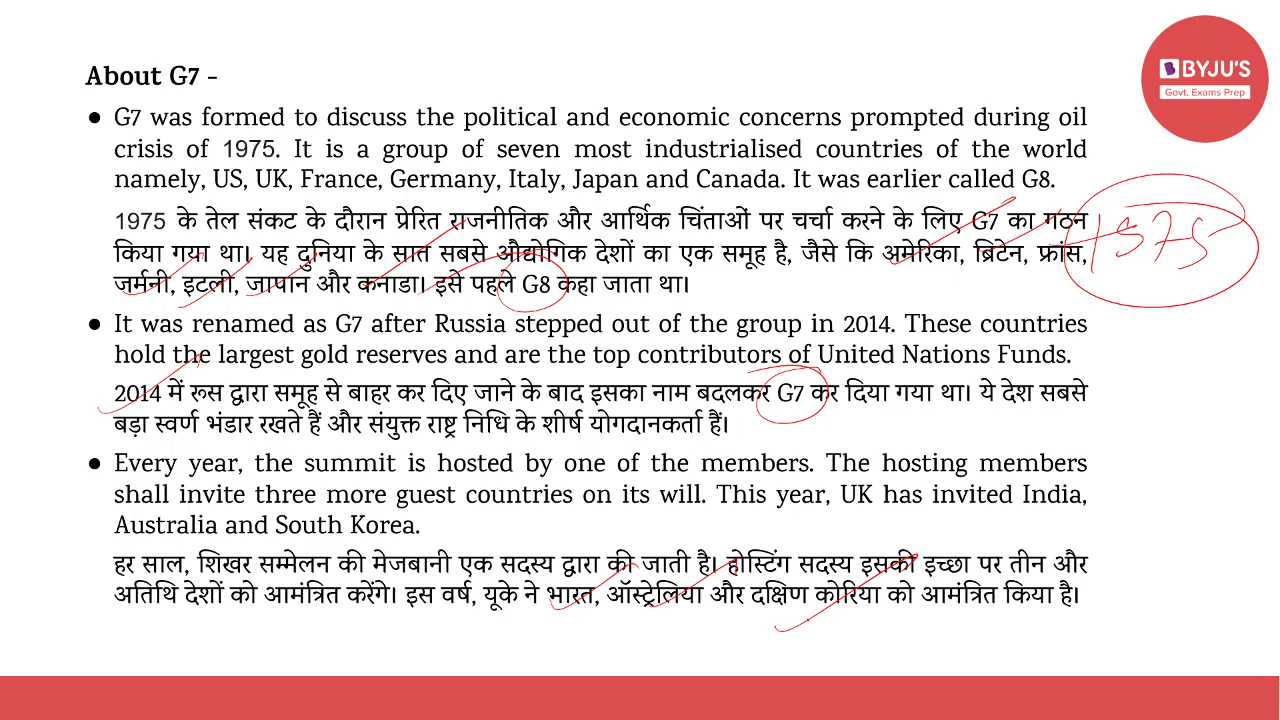 About G7 -
BYJU'S
Govt. Exams Prep
● G7 was formed to discuss the political and economic concerns prompted during oil
crisis of 1975. It is a group of seven most industrialised countries of the world
namely, US, UK, France, Germany, Italy, Japan and Canada. It was earlier called G8.
1975 के तेल संकट के दौरान प्रेरित राजनीतिक और आर्थिक चिंताओं पर चर्चा करने के लिए G7 का गठन
किया गया था। यह दुनिया के सात सबसे औद्योगिक देशों का एक समूह है, जैसे कि अमेरिका, ब्रिटेन, फ्रांस,
जर्मनी, इटली, जापान और कनाडा। इसे पहले G8 कहा जाता था।
1975
● It was renamed as G7 after Russia stepped out of the group in 2014. These countries
hold the largest gold reserves and are the top contributors of United Nations Funds.
2014 में रूस द्वारा समूह से बाहर कर दिए जाने के बाद इसका नाम बदलकर G7 कर दिया गया था। ये देश सबसे
बड़ा स्वर्ण भंडार रखते हैं और संयुक्त राष्ट्र निधि के शीर्ष योगदानकर्ता हैं।
● Every year, the summit is hosted by one of the members. The hosting members
shall invite three more guest countries on its will. This year, UK has invited India,
Australia and South Korea.
हर साल, शिखर सम्मेलन की मेजबानी एक सदस्य द्वारा की जाती है। होस्टिंग सदस्य इसकी इच्छा पर तीन और
अतिथि देशों को आमंत्रित करेंगे। इस वर्ष, यूके ने भारत, ऑस्ट्रेलिया और दक्षिण कोरिया को आमंत्रित किया है।